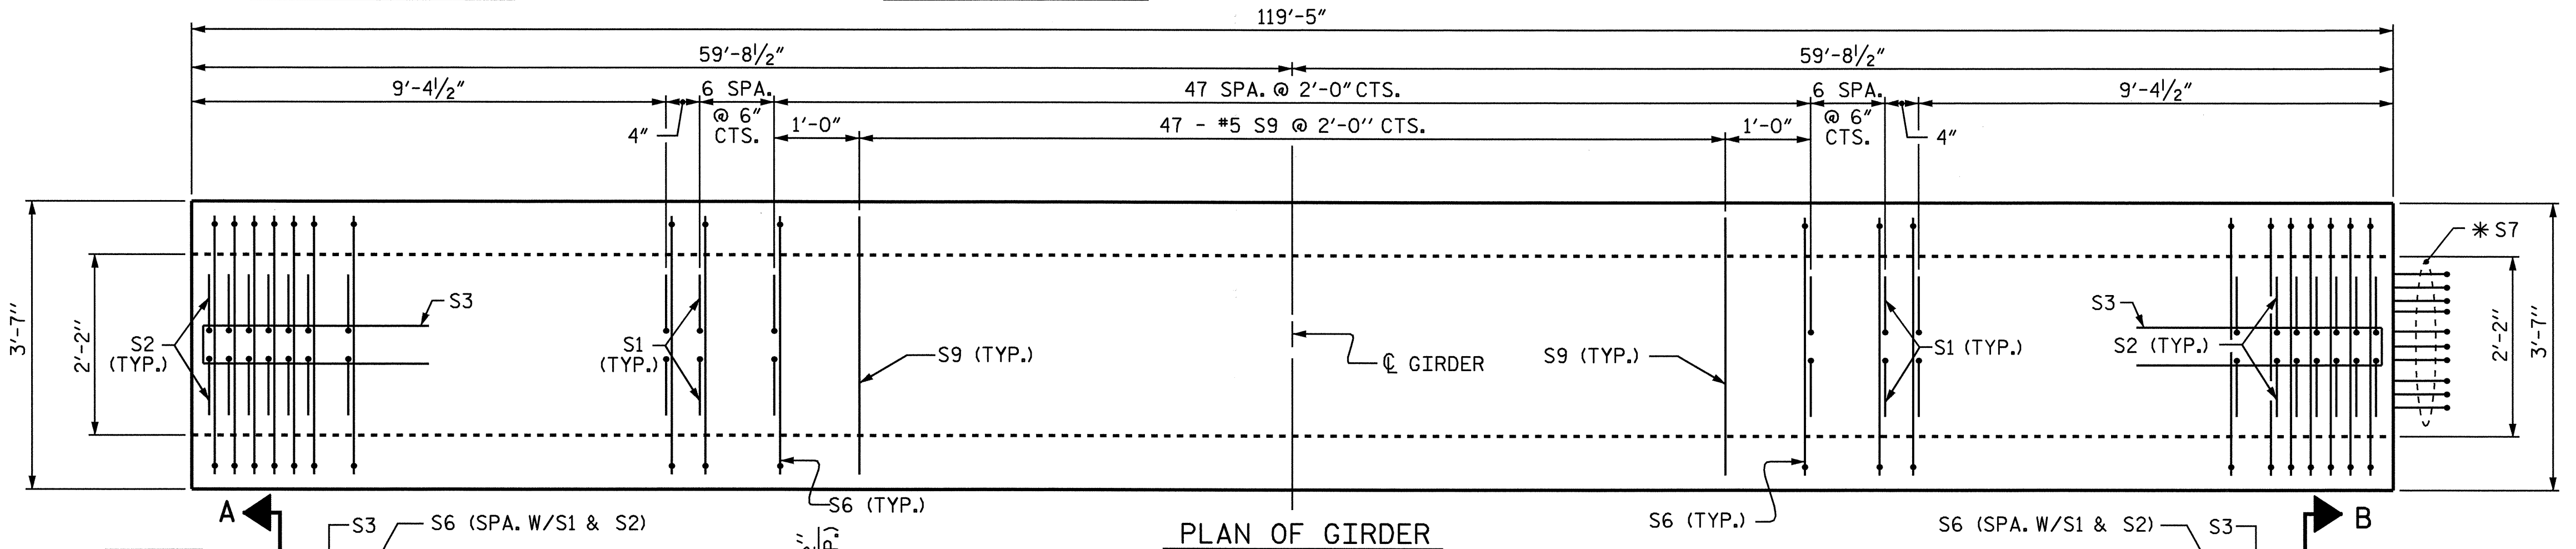 119'-5"
59'-8½" 59'-8½"
9'-4½" 6 SPA. 47 SPA. @ 2'-0" CTS. 6 SPA. 9'-4½"
@ 6" @ 6"
4" CTS. 1'-0" 47 - #5 S9 @ 2'-0" CTS. 1'-0" CTS. 4"
✳ S7
S3 S3
3'-7" 2'-2" S2 S1 S9 (TYP.) S9 (TYP.) S1 (TYP.) S2 (TYP.) 2'-2" 3'-7"
(TYP.) (TYP.) ℄ GIRDER
S6 (TYP.) S6 (TYP.)
A S3 S6 (SPA. W/S1 & S2) PLAN OF GIRDER S6 (SPA. W/S1 & S2) S3 B